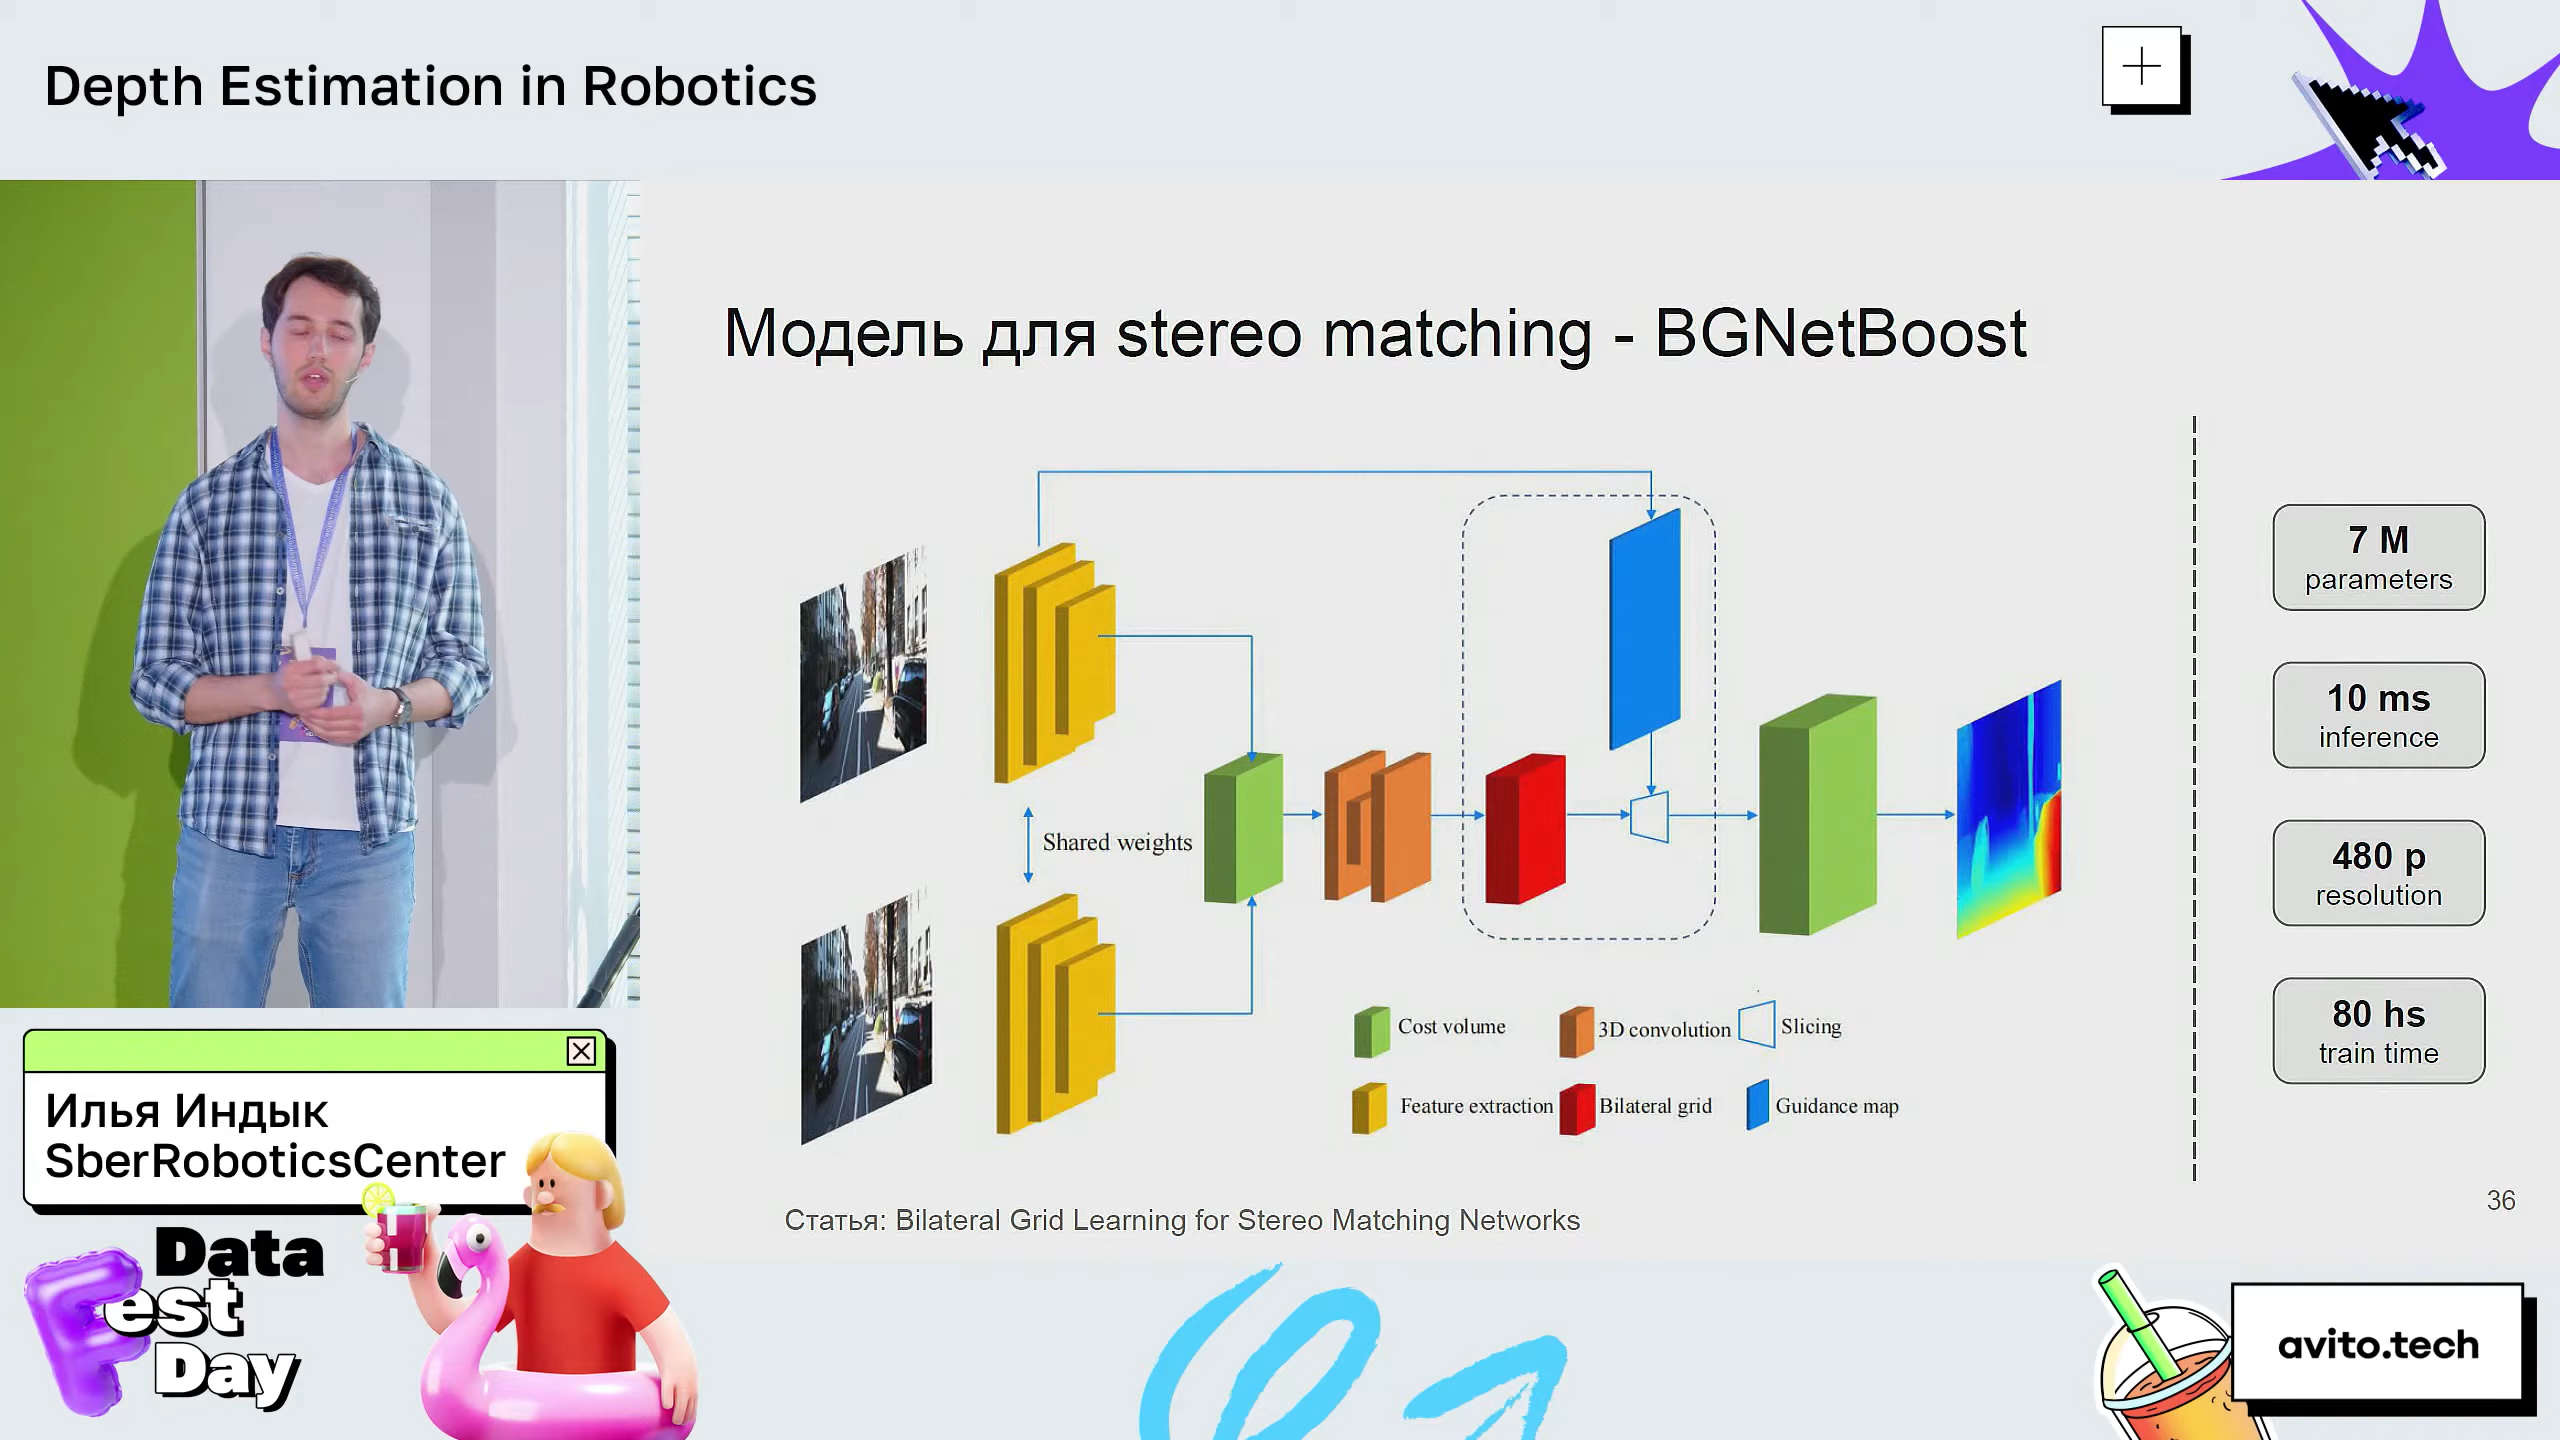 Depth Estimation in Robotics
Модель для stereo matching - BGNetBoost
Shared weights
Cost volume
3D convolution
Slicing
Feature extraction
Bilateral grid
Guidance map
7 M
parameters
10 ms
inference
480 p
resolution
80 hs
train time
Статья: Bilateral Grid Learning for Stereo Matching Networks
36
Илья Индык
SberRoboticsCenter
Data
Fest
Day
avito.tech